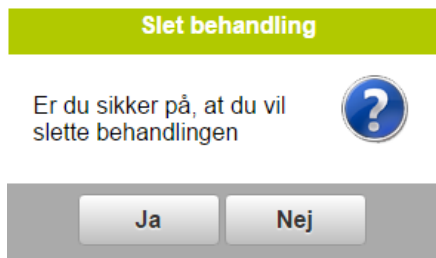 Slet behandling
Er du sikker på, at du vil
slette behandlingen
?
Ja
Nej